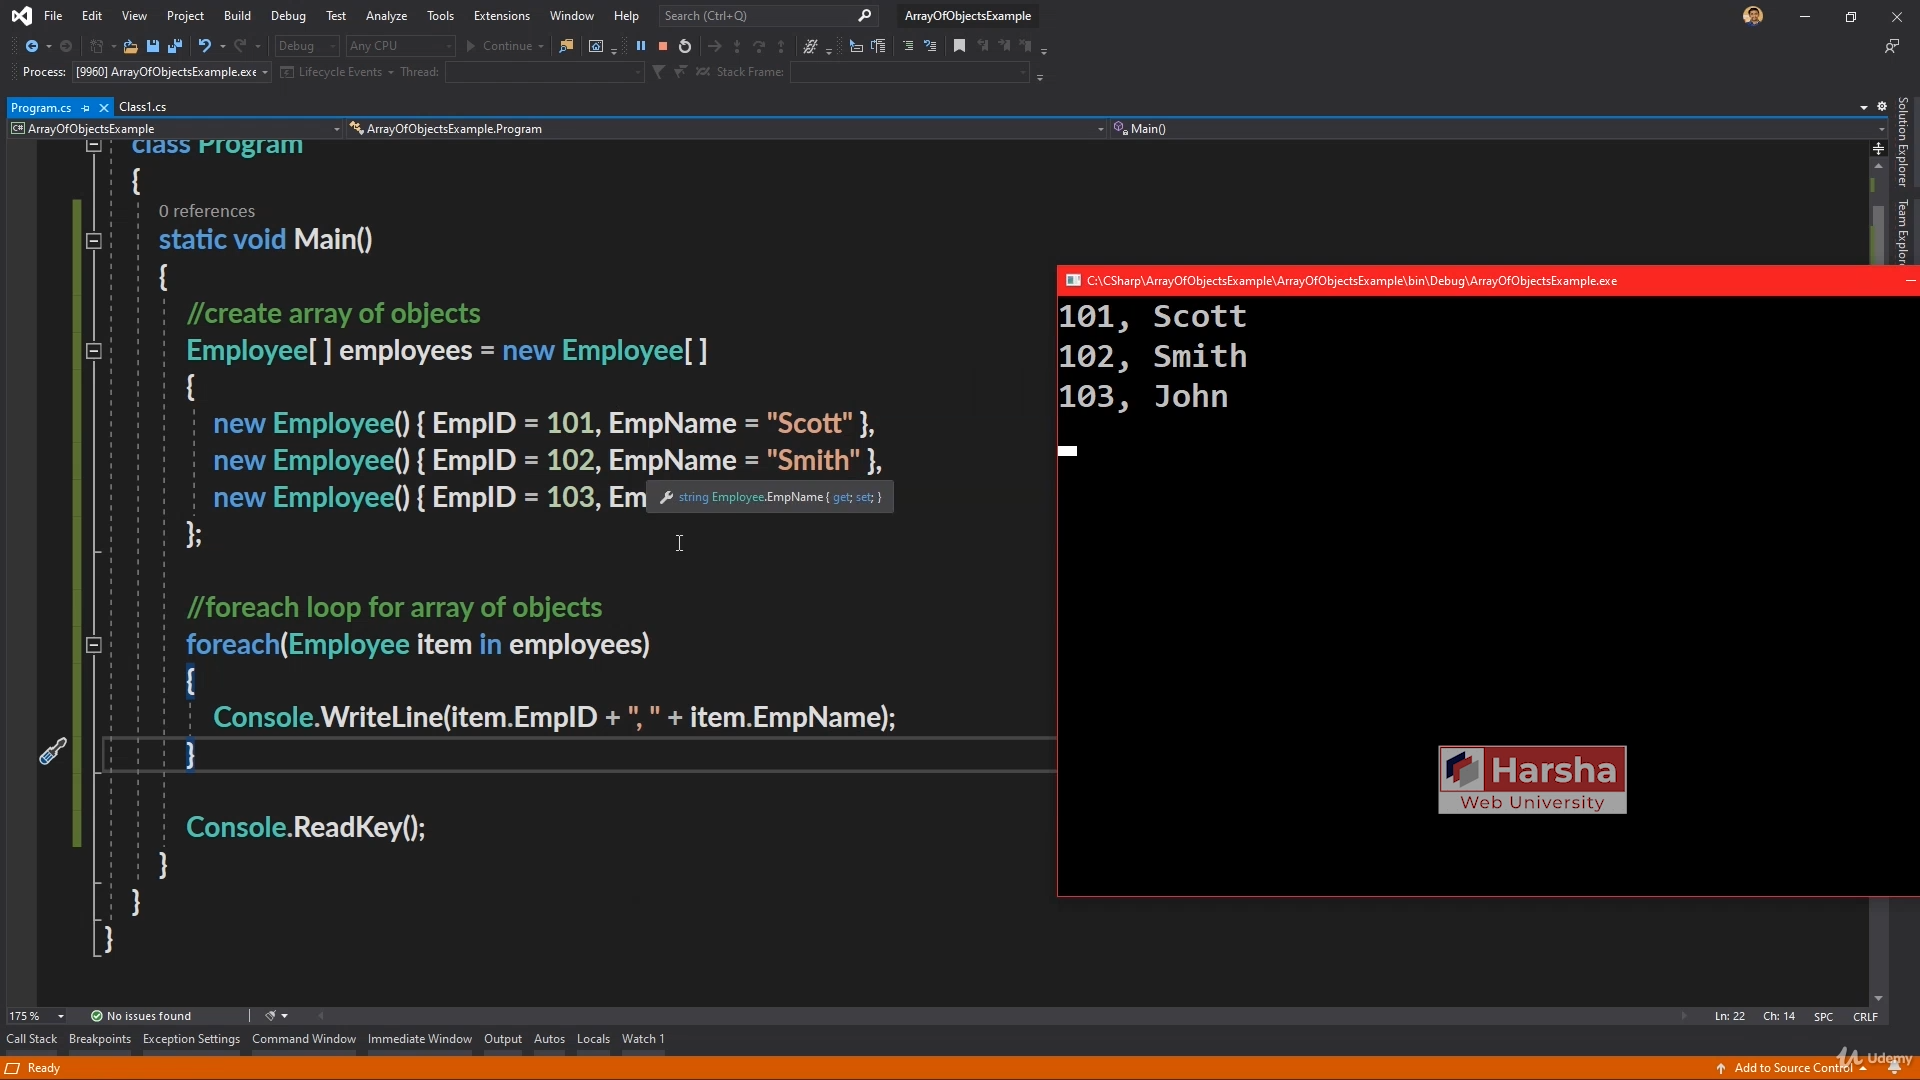 File Edit View Project Build Debug Test Analyze Tools Extensions Window Help Search (Ctrl+Q) ArrayOfObjectsExample
Debug Any CPU Continue
Process: [9960] ArrayOfObjectsExample.exe Lifecycle Events Thread: Stack Frame:
Program.cs Class1.cs
C# ArrayOfObjectsExample ArrayOfObjectsExample.Program Main()
class Program
{
0 references
static void Main()
{
//create array of objects
Employee[ ] employees = new Employee[ ]
{
new Employee() { EmpID = 101, EmpName = "Scott" },
new Employee() { EmpID = 102, EmpName = "Smith" },
new Employee() { EmpID = 103, Em
string Employee.EmpName { get; set; }
};
//foreach loop for array of objects
foreach(Employee item in employees)
{
Console.WriteLine(item.EmpID + ", " + item.EmpName);
}
Console.ReadKey();
}
}
}
C:\CSharp\ArrayOfObjectsExample\ArrayOfObjectsExample\bin\Debug\ArrayOfObjectsExample.exe
101, Scott
102, Smith
103, John
Harsha
Web University
Solution Explorer
Team Explore
175 % No issues found Ln: 22 Ch: 14 SPC CRLF
Call Stack Breakpoints Exception Settings Command Window Immediate Window Output Autos Locals Watch 1
Ready Add to Source Control
Udemy